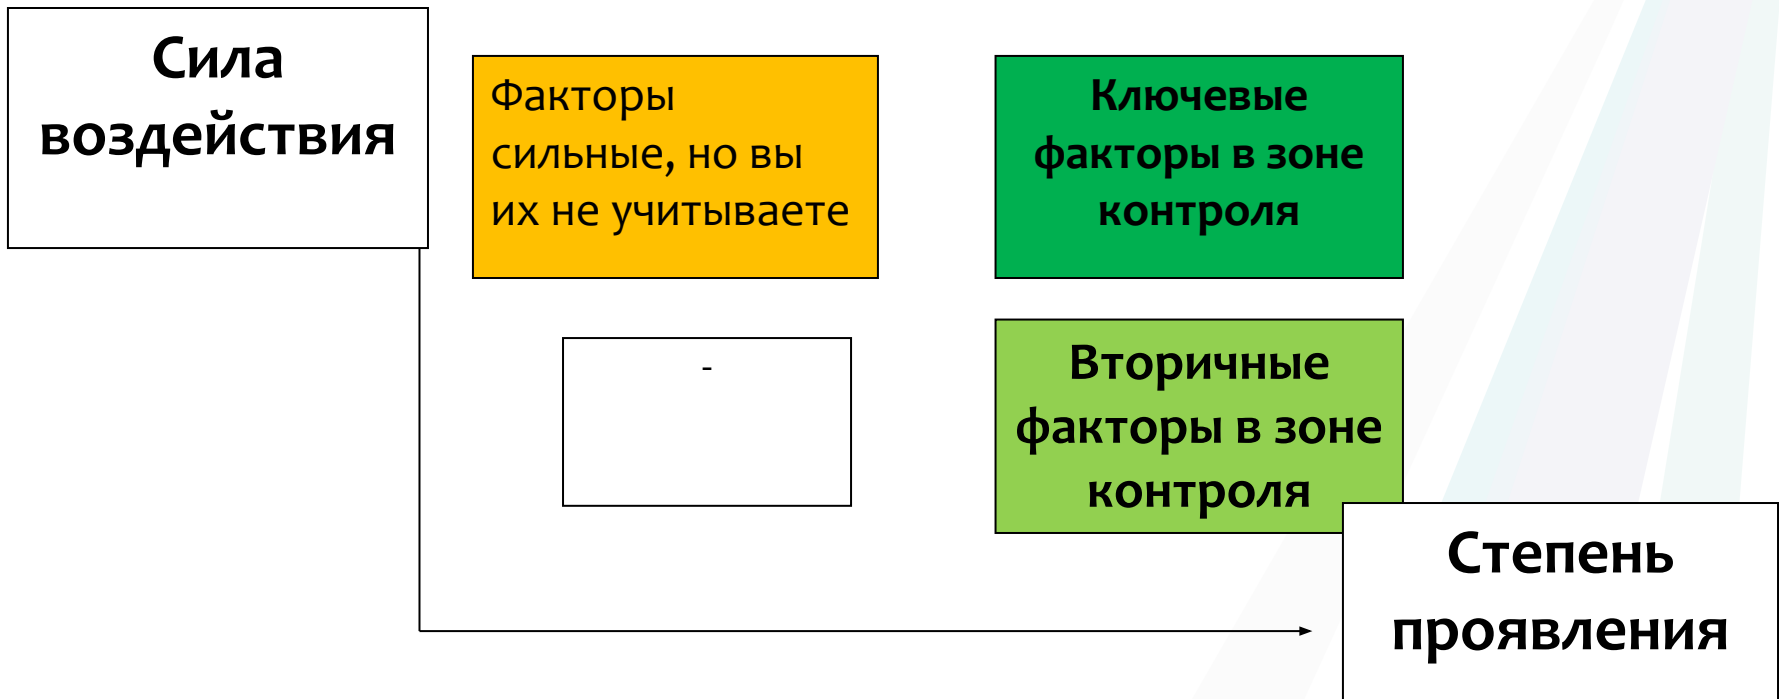 Сила
воздействия
Факторы
сильные, но вы
их не учитываете
Ключевые
факторы в зоне
контроля
-
Вторичные
факторы в зоне
контроля
Степень
проявления